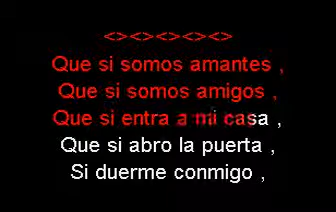 <><><><><>
Que si somos amantes ,
Que si somos amigos ,
Que si entra a mi casa ,
Que si abro la puerta ,
Si duerme conmigo ,